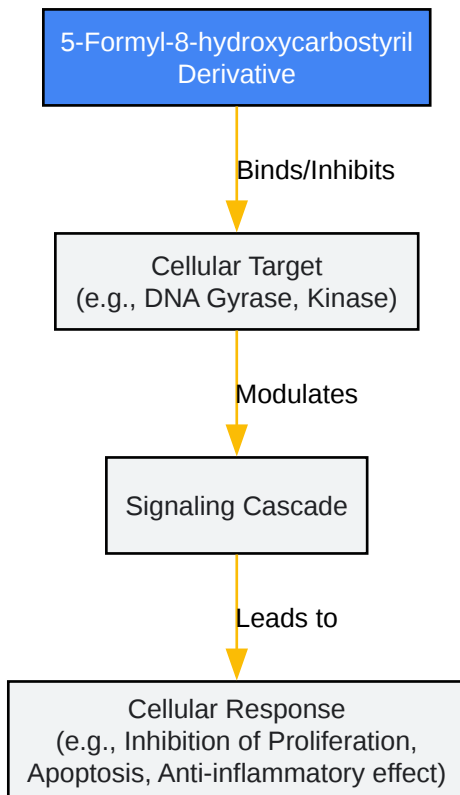 5-Formyl-8-hydroxycarbostyril
Derivative
Binds/Inhibits
Cellular Target
(e.g., DNA Gyrase, Kinase)
Modulates
Signaling Cascade
Leads to
Cellular Response
(e.g., Inhibition of Proliferation,
Apoptosis, Anti-inflammatory effect)